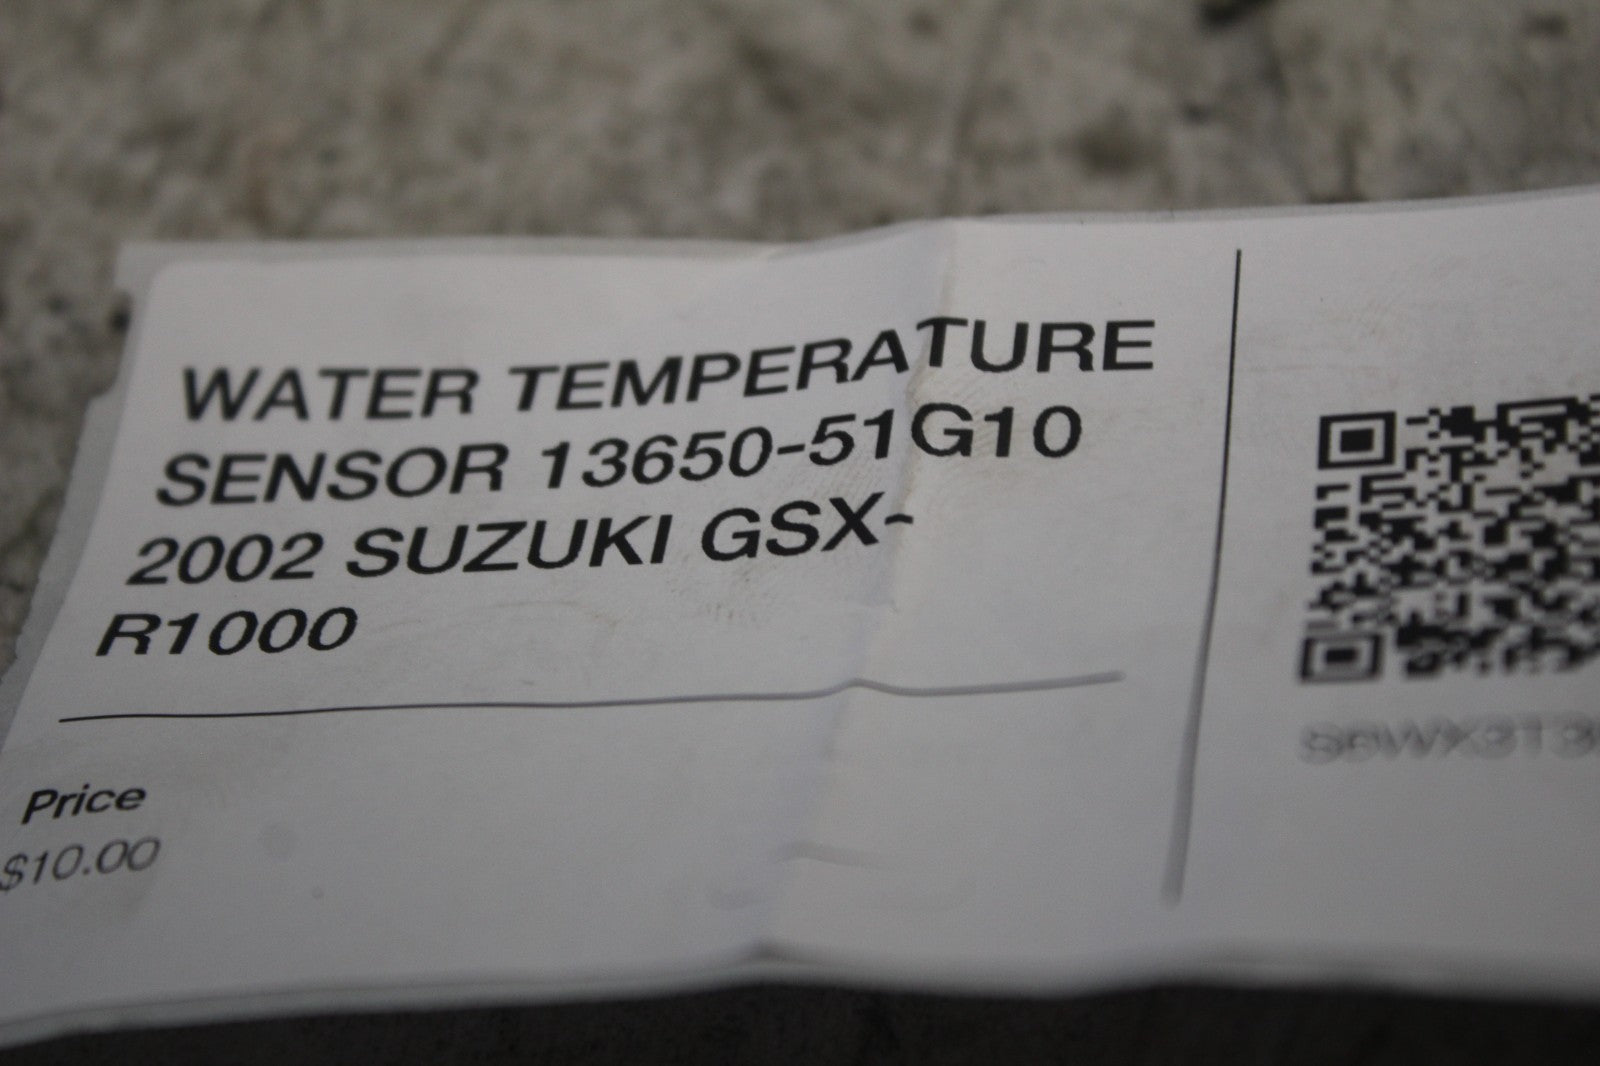 WATER TEMPERATURE
SENSOR 13650-51G10
2002 SUZUKI GSX-
R1000
Price
$10.00